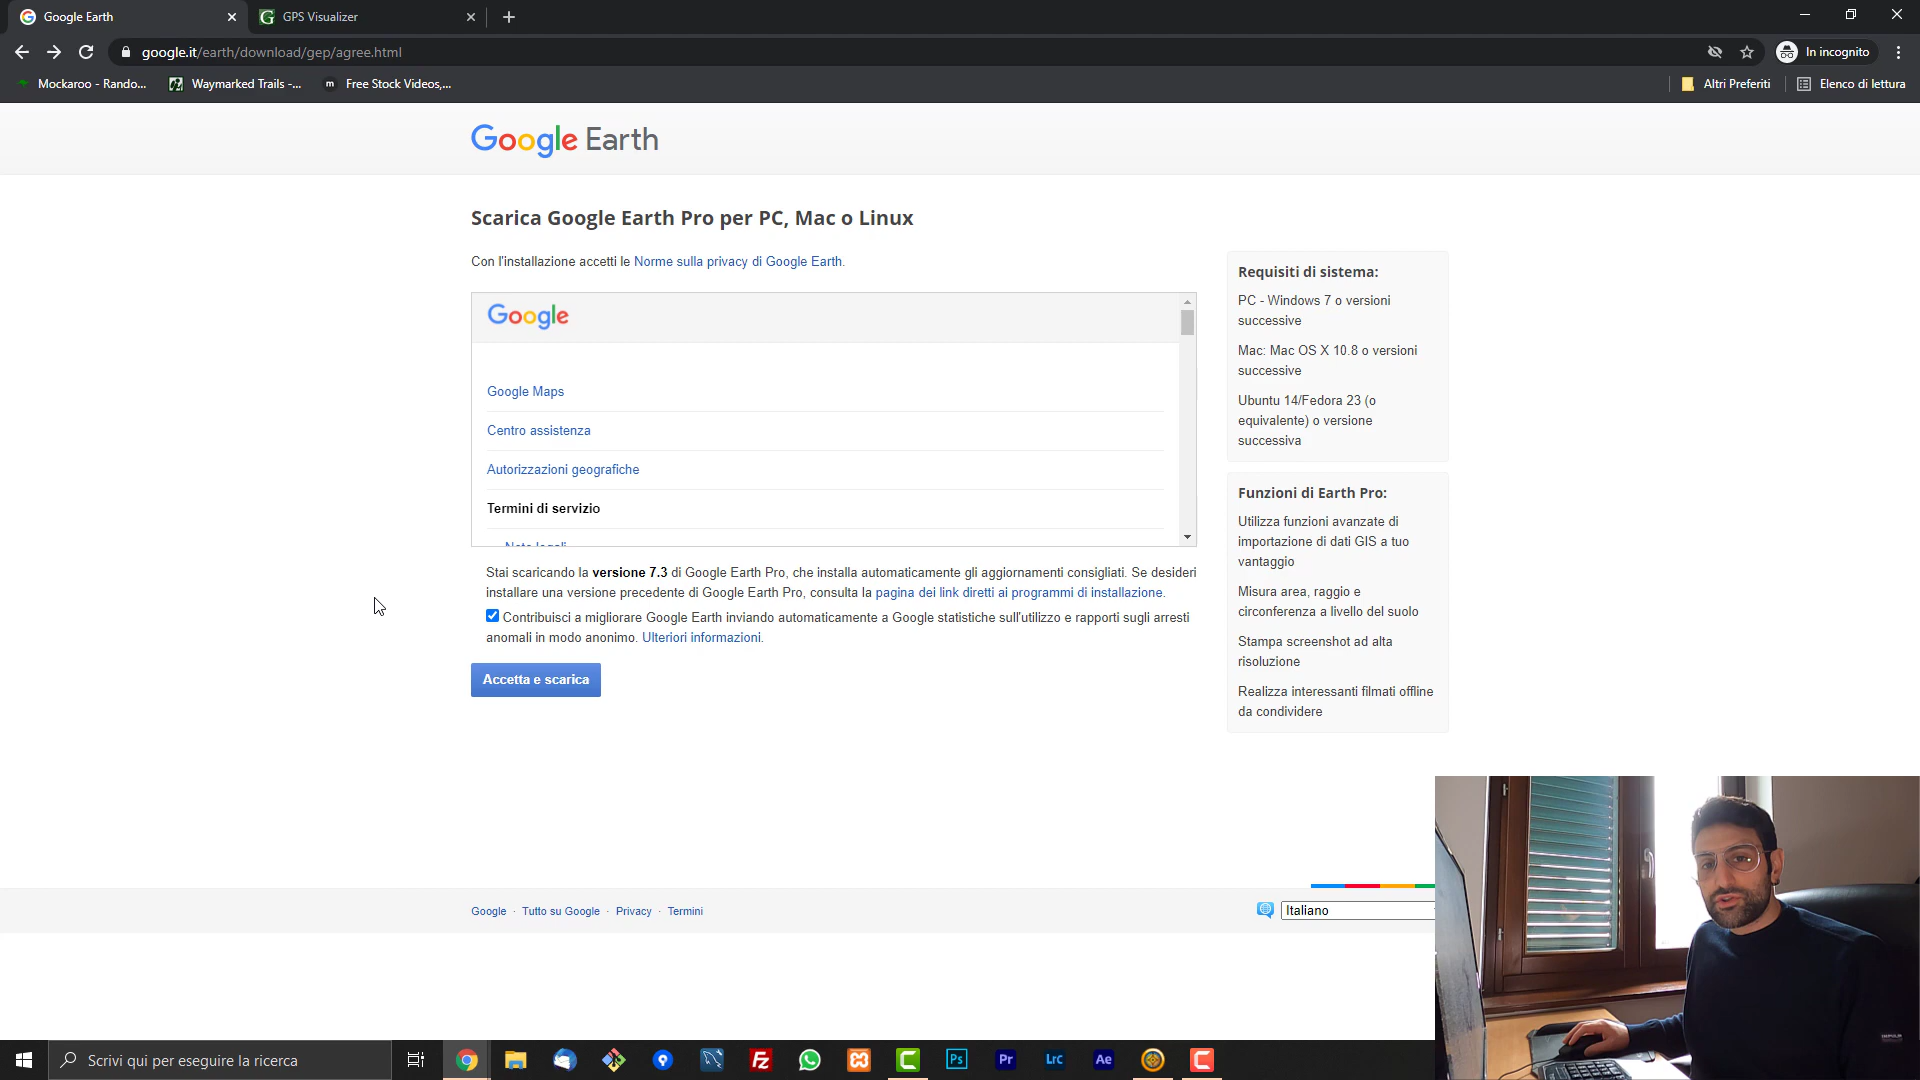 Google Earth
GPS Visualizer
google.it/earth/download/gep/agree.html
In incognito
Mockaroo - Rando...
Waymarked Trails -...
m
Free Stock Videos,...
Altri Preferiti
Elenco di lettura
Google Earth
Scarica Google Earth Pro per PC, Mac o Linux
Con l'installazione accetti le Norme sulla privacy di Google Earth.
Google
Google Maps
Centro assistenza
Autorizzazioni geografiche
Termini di servizio
Note legali
Stai scaricando la versione 7.3 di Google Earth Pro, che installa automaticamente gli aggiornamenti consigliati. Se desideri
installare una versione precedente di Google Earth Pro, consulta la pagina dei link diretti ai programmi di installazione.
Contribuisci a migliorare Google Earth inviando automaticamente a Google statistiche sull'utilizzo e rapporti sugli arresti
anomali in modo anonimo. Ulteriori informazioni.
Accetta e scarica
Requisiti di sistema:
PC - Windows 7 o versioni
successive
Mac: Mac OS X 10.8 o versioni
successive
Ubuntu 14/Fedora 23 (o
equivalente) o versione
successiva
Funzioni di Earth Pro:
Utilizza funzioni avanzate di
importazione di dati GIS a tuo
vantaggio
Misura area, raggio e
circonferenza a livello del suolo
Stampa screenshot ad alta
risoluzione
Realizza interessanti filmati offline
da condividere
Google · Tutto su Google · Privacy · Termini
Italiano
Scrivi qui per eseguire la ricerca
Fz
Ps
Pr
Lrc
Ae